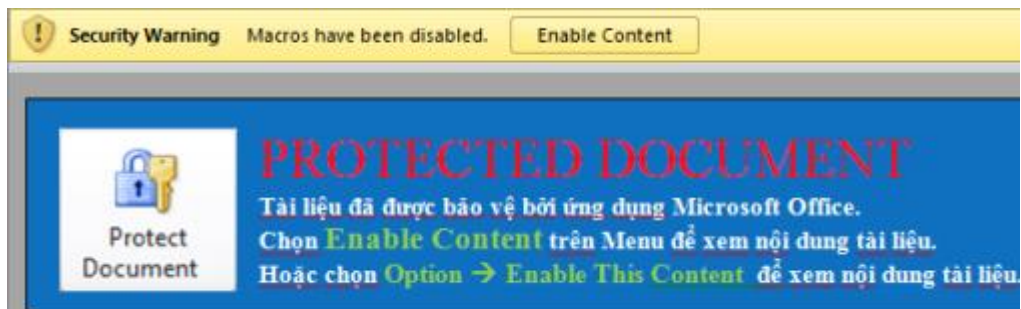 Security Warning Macros have been disabled. Enable Content
PROTECTED DOCUMENT
Tài liệu đã được bảo vệ bởi ứng dụng Microsoft Office.
Chọn Enable Content trên Menu để xem nội dung tài liệu.
Hoặc chọn Option → Enable This Content để xem nội dung tài liệu.
Protect
Document